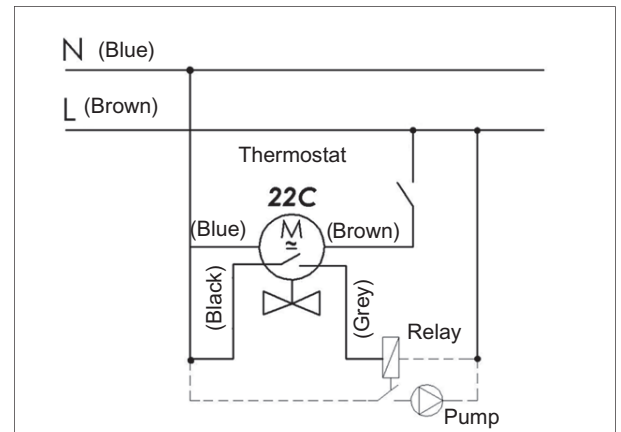 N (Blue)
L (Brown)
Thermostat
22C
(Blue)
M
(Brown)
(Black)
(Grey)
Relay
Pump